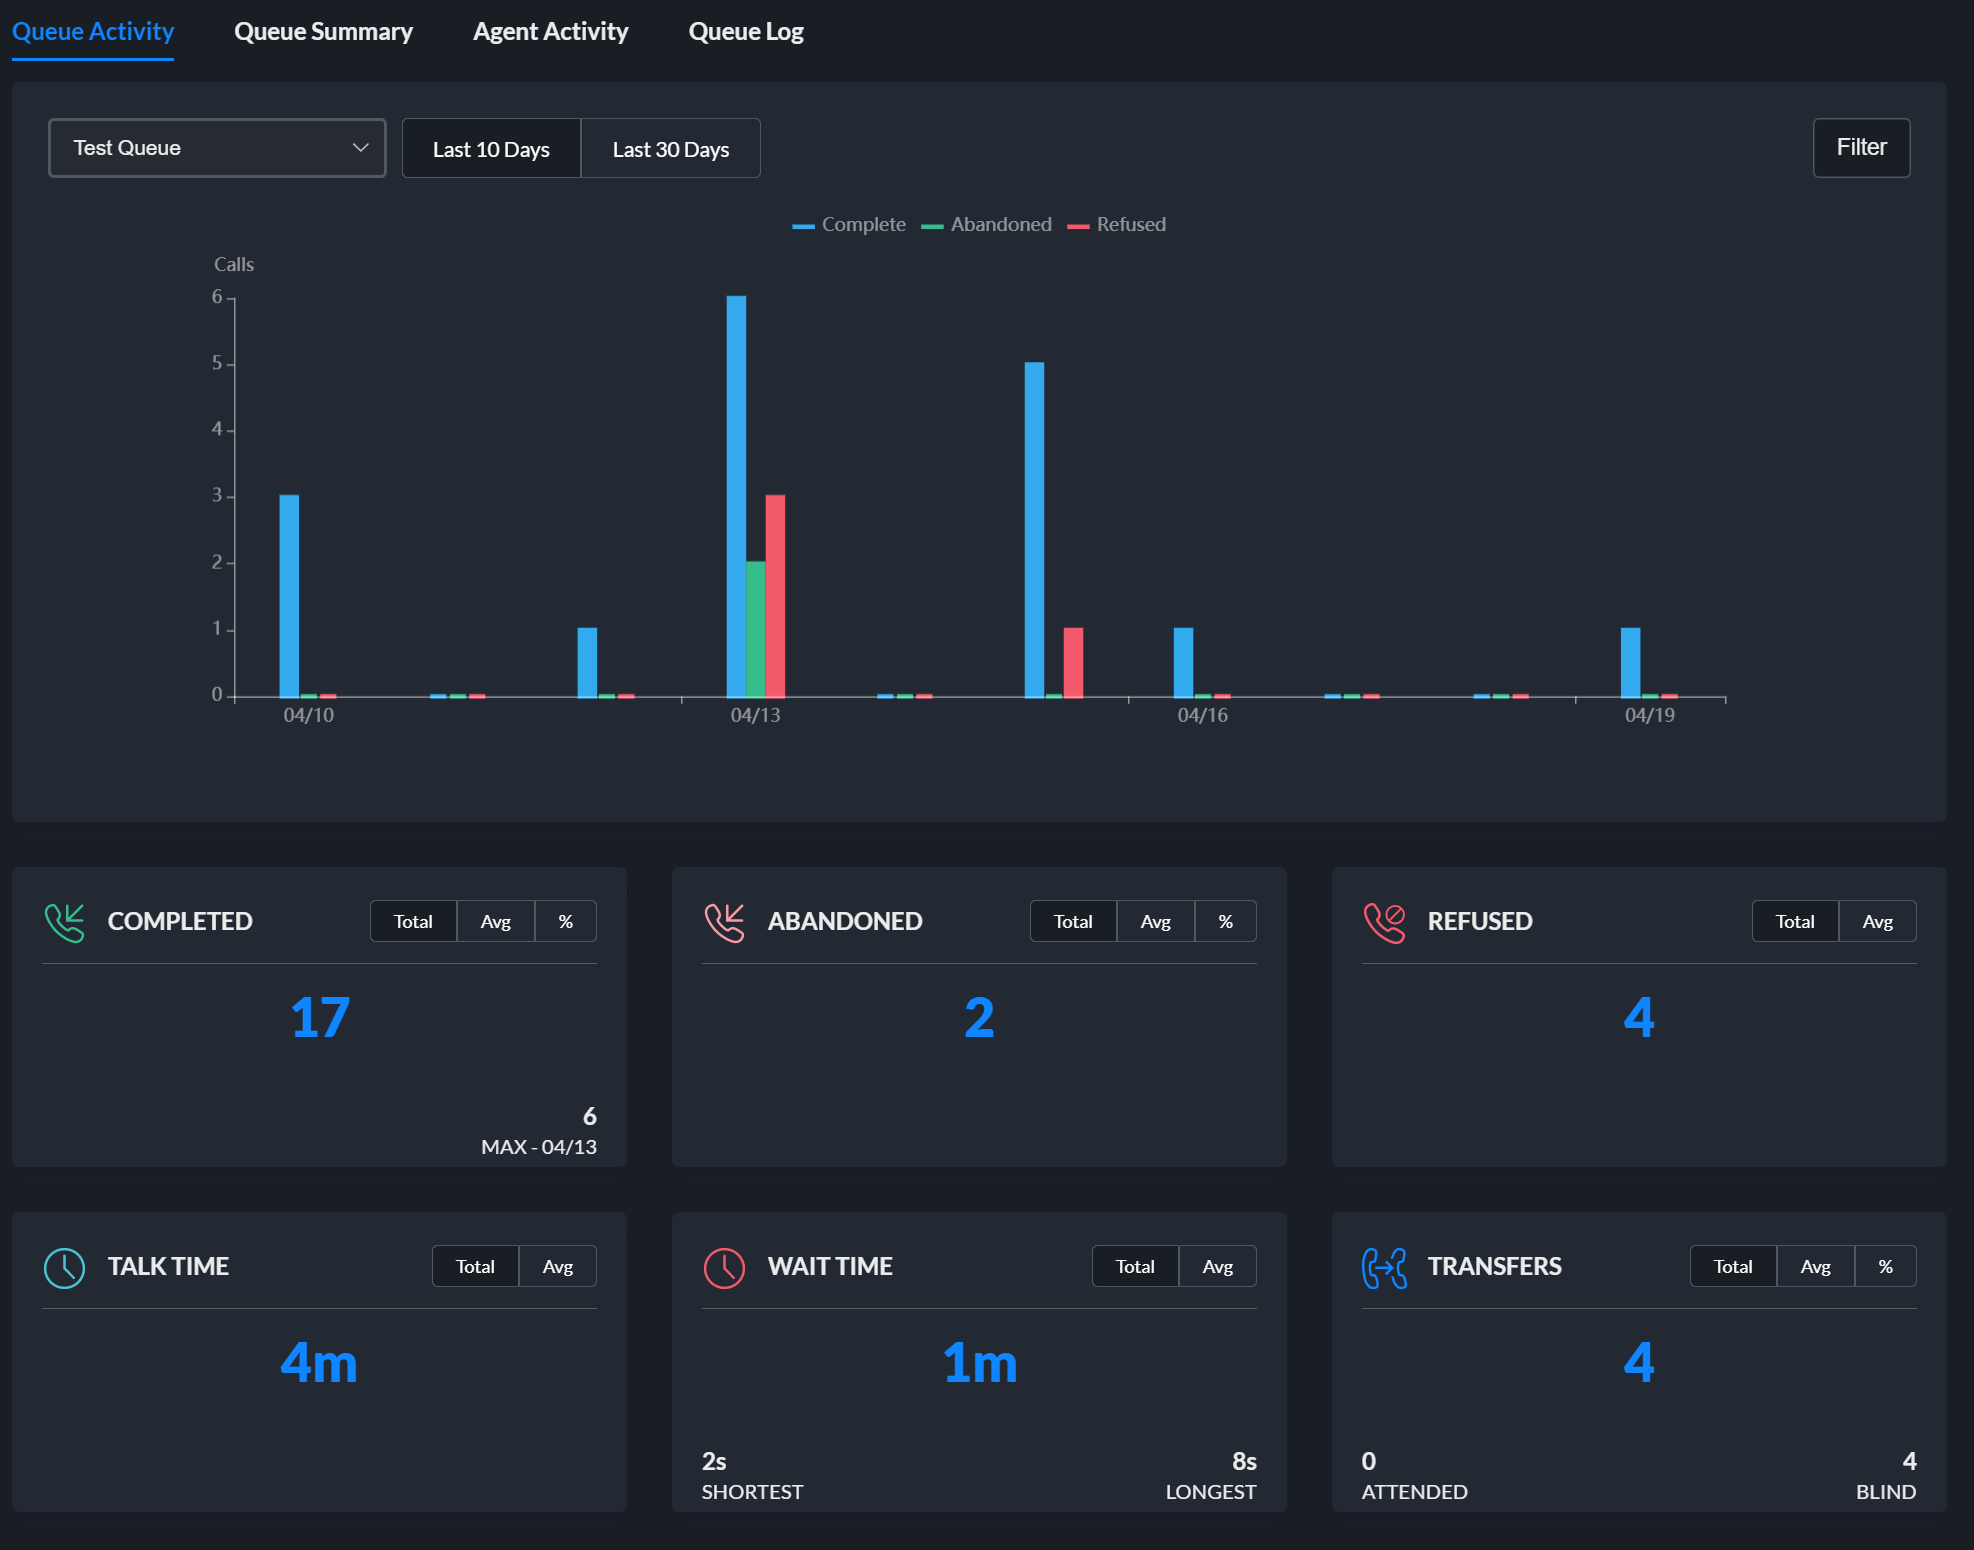 Queue Activity Queue Summary Agent Activity Queue Log
Test Queue Last 10 Days Last 30 Days Filter
Complete Abandoned Refused
Calls
6
5
4
3
2
1
0
04/10 04/13 04/16 04/19
COMPLETED Total Avg %
17
6
MAX - 04/13
ABANDONED Total Avg %
2
REFUSED Total Avg
4
TALK TIME Total Avg
4m
WAIT TIME Total Avg
1m
2s 8s
SHORTEST LONGEST
TRANSFERS Total Avg %
4
0 4
ATTENDED BLIND